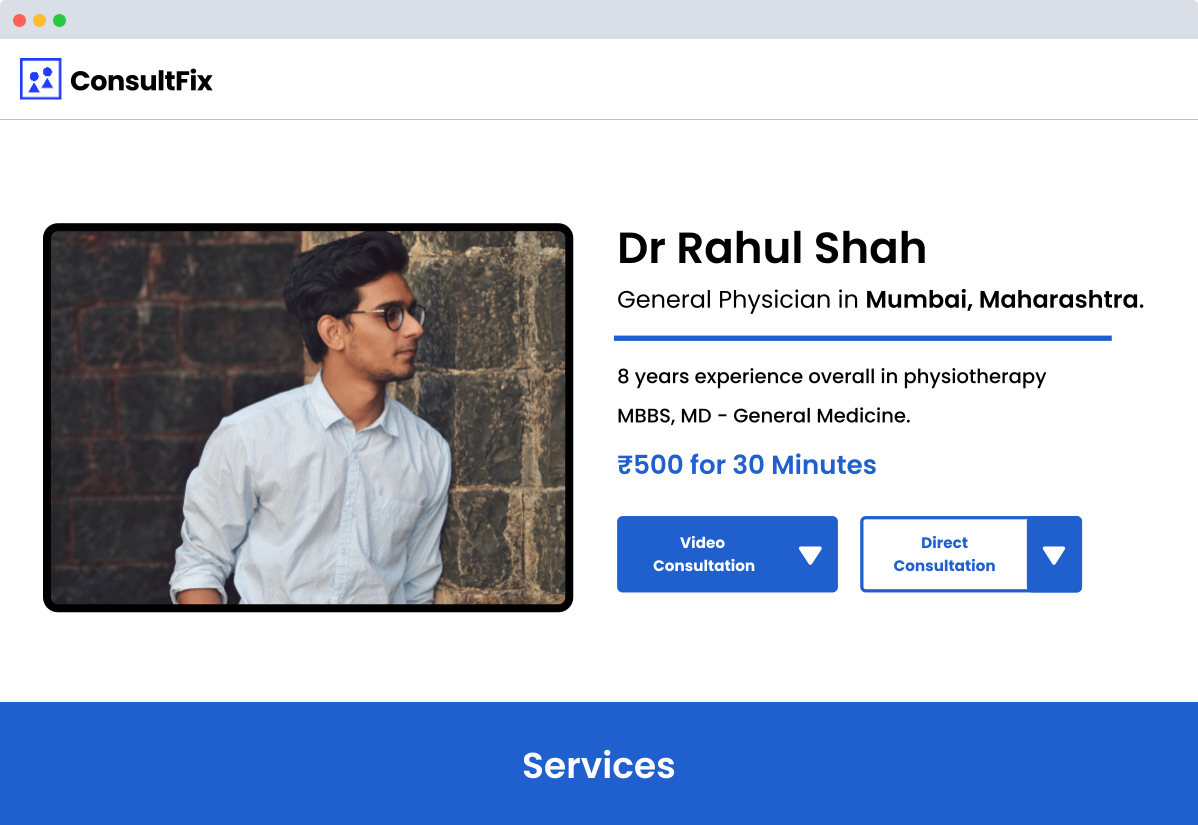 ConsultFix
Dr Rahul Shah
General Physician in Mumbai, Maharashtra.
8 years experience overall in physiotherapy
MBBS, MD - General Medicine.
₹500 for 30 Minutes
Video
Consultation
Direct
Consultation
Services